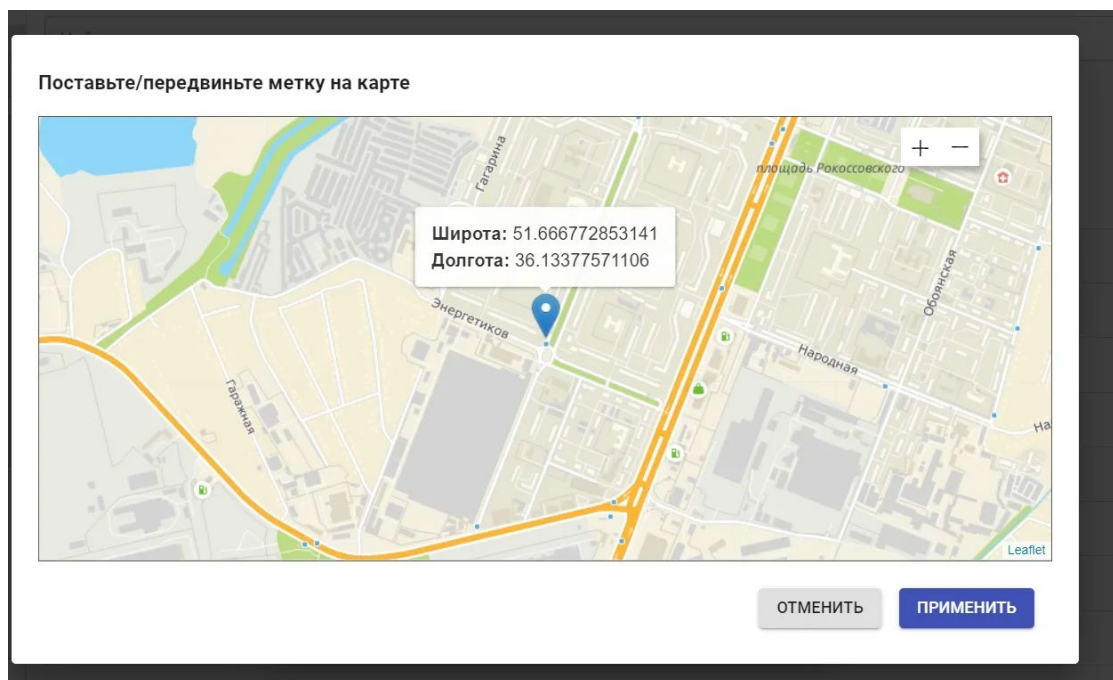 Поставьте/передвиньте метку на карте
Гагарина
площадь Рокоссовского
+ −
Широта: 51.666772853141
Долгота: 36.13377571106
Обоянская
Энергетиков
Народная
Гаражная
На
Leaflet
ОТМЕНИТЬ
ПРИМЕНИТЬ